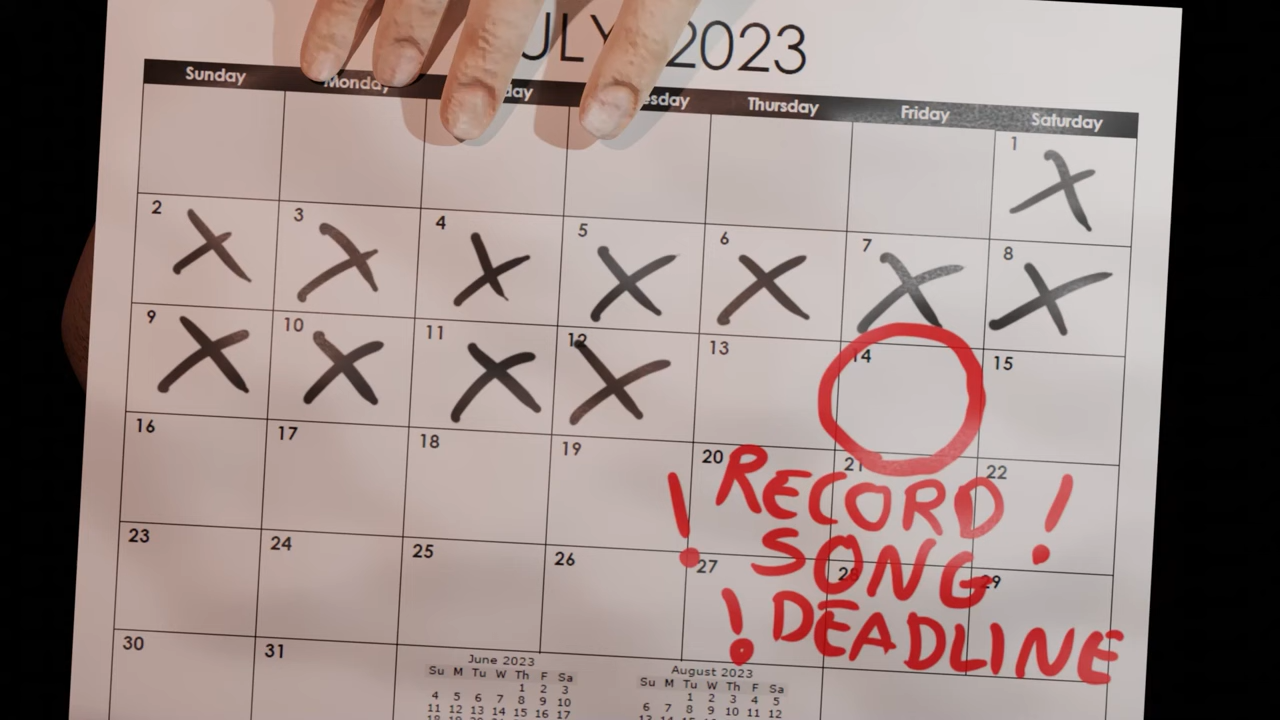 JULY 2023
Sunday Monday day esday Thursday Friday Saturday
1
2 3 4 5 6 7 8
9 10 11 12 13 14 15
16 17 18 19 20 21 22
! RECORD !
SONG
23 24 25 26 27 28 29
! DEADLINE
30 31
June 2023
Su M Tu W Th F Sa
1 2 3
4 5 6 7 8 9 10
11 12 13 14 15 16 17
August 2023
Su M Tu W Th F Sa
1 2 3 4 5
6 7 8 9 10 11 12